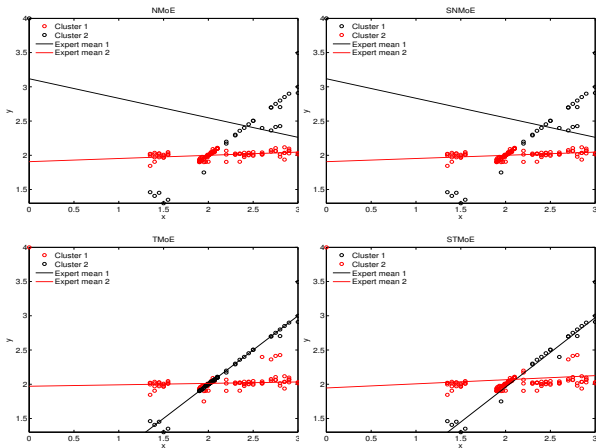 NMoE
Cluster 1
Cluster 2
Expert mean 1
Expert mean 2
4
3.5
3
2.5
2
1.5
0
0.5
1
1.5
2
2.5
3
x
y
SNMoE
Cluster 1
Cluster 2
Expert mean 1
Expert mean 2
4
3.5
3
2.5
2
1.5
0
0.5
1
1.5
2
2.5
3
x
y
TMoE
Cluster 1
Cluster 2
Expert mean 1
Expert mean 2
4
3.5
3
2.5
2
1.5
0
0.5
1
1.5
2
2.5
3
x
y
STMoE
Cluster 1
Cluster 2
Expert mean 1
Expert mean 2
4
3.5
3
2.5
2
1.5
0
0.5
1
1.5
2
2.5
3
x
y